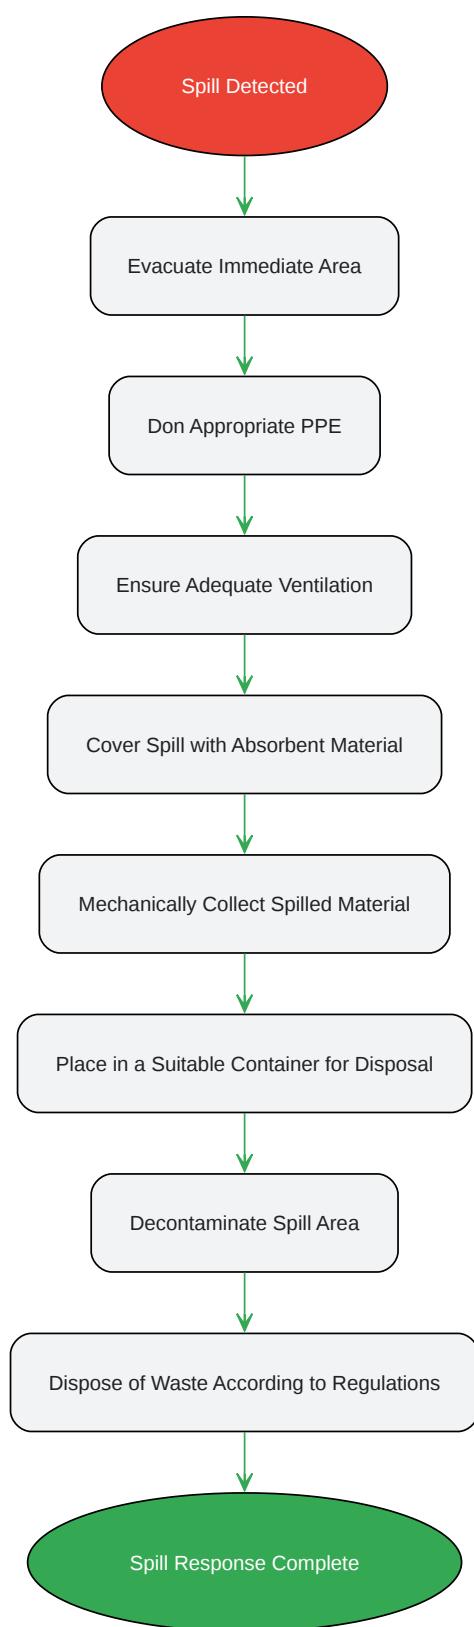 Spill Detected
Evacuate Immediate Area
Don Appropriate PPE
Ensure Adequate Ventilation
Cover Spill with Absorbent Material
Mechanically Collect Spilled Material
Place in a Suitable Container for Disposal
Decontaminate Spill Area
Dispose of Waste According to Regulations
Spill Response Complete